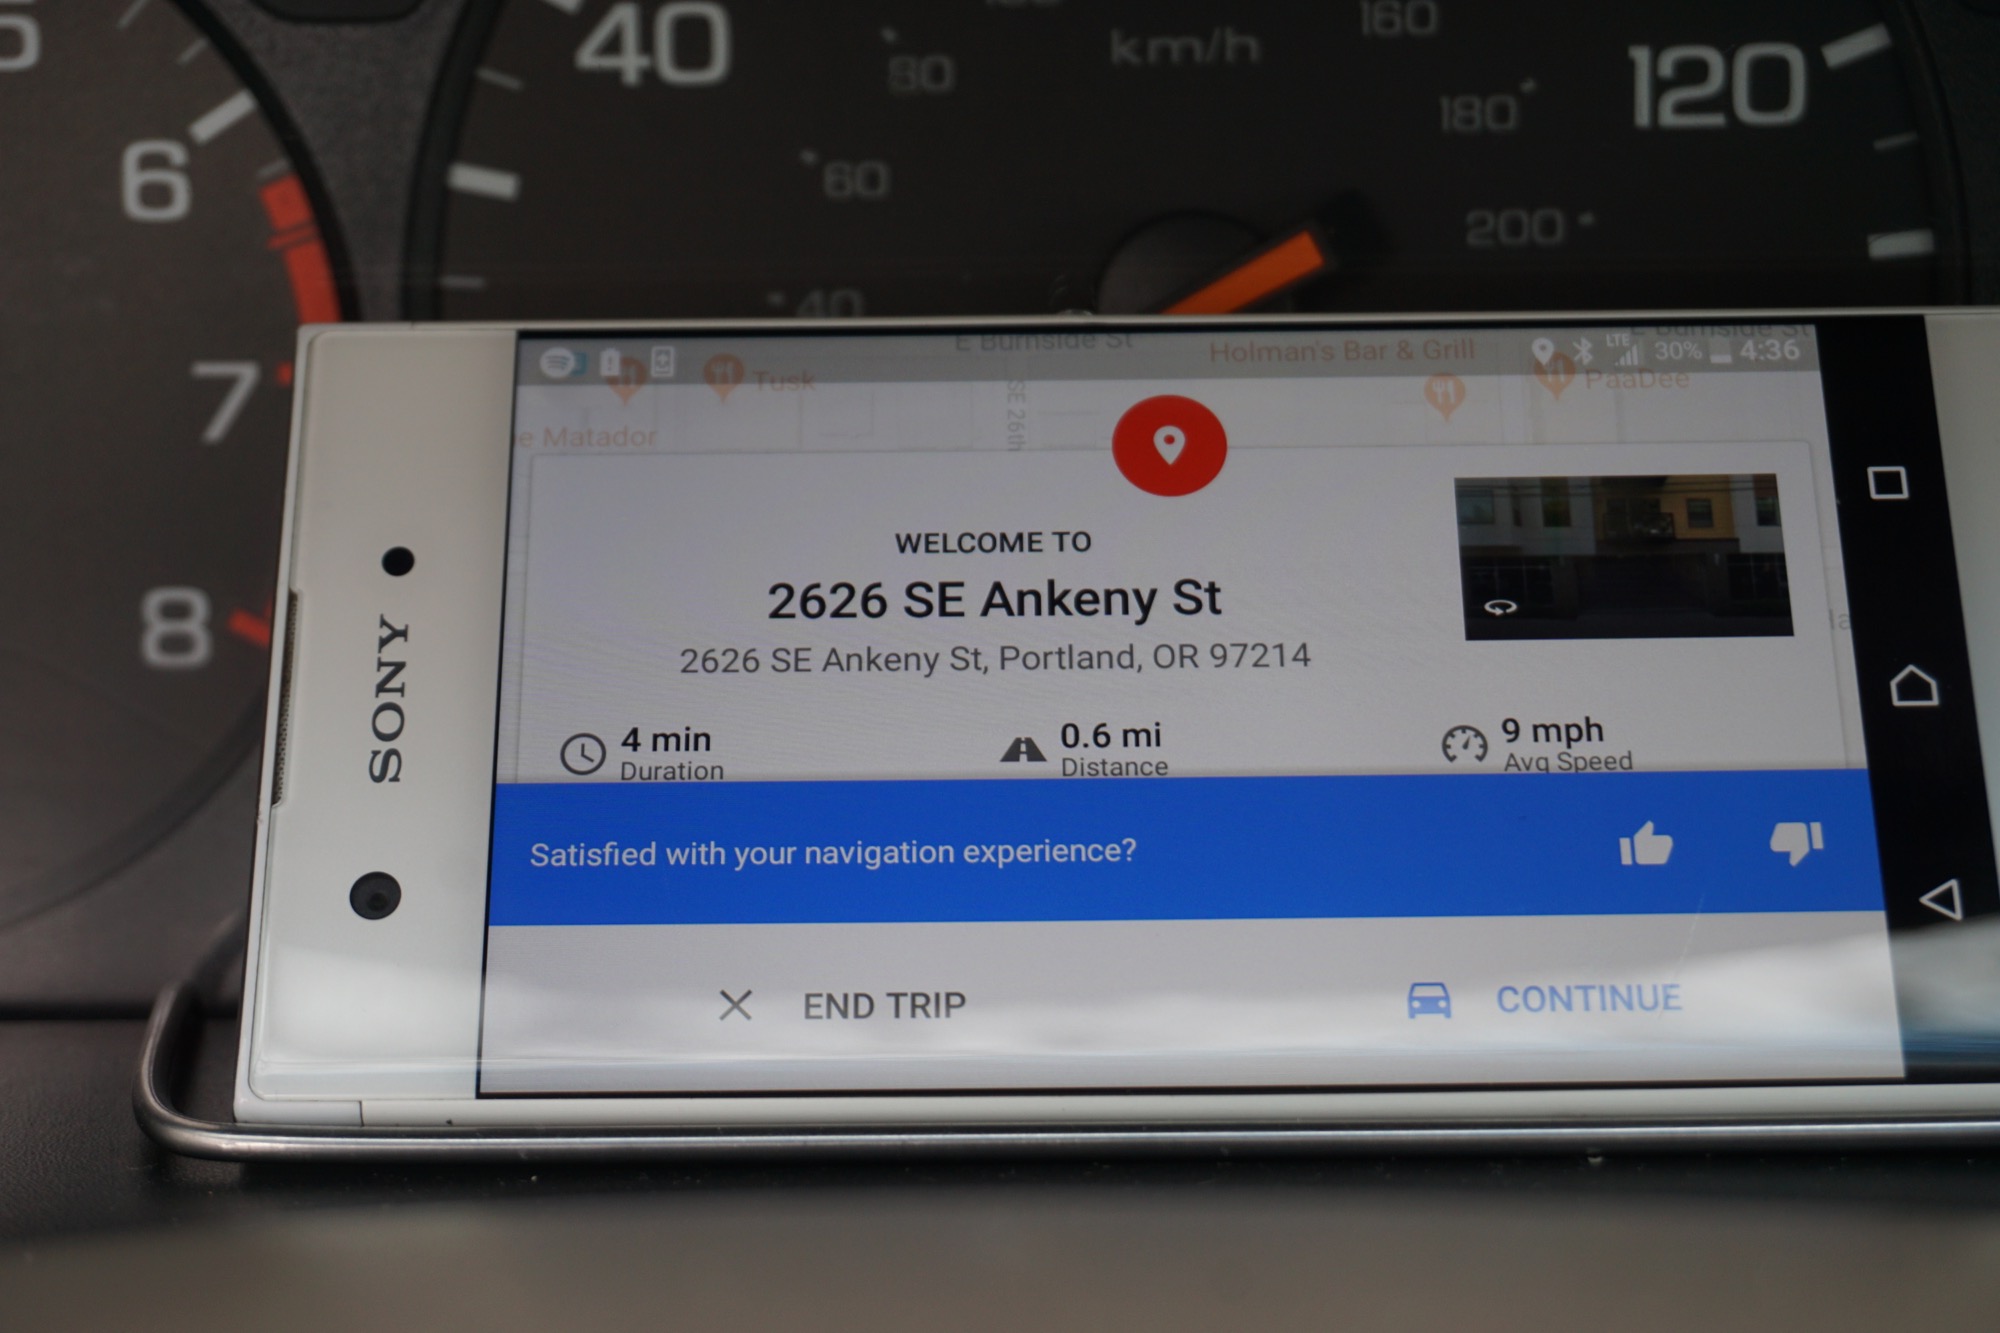 40
80
km/h
160
120
180
6
60
200
40
7
8
SONY
E Burnside St
Holman's Bar & Grill
E Burnside St
LTE
30%
4:36
Tusk
PaaDee
SE 26th
e Matador
WELCOME TO
2626 SE Ankeny St
2626 SE Ankeny St, Portland, OR 97214
4 min
Duration
0.6 mi
Distance
9 mph
Avg Speed
Satisfied with your navigation experience?
END TRIP
CONTINUE